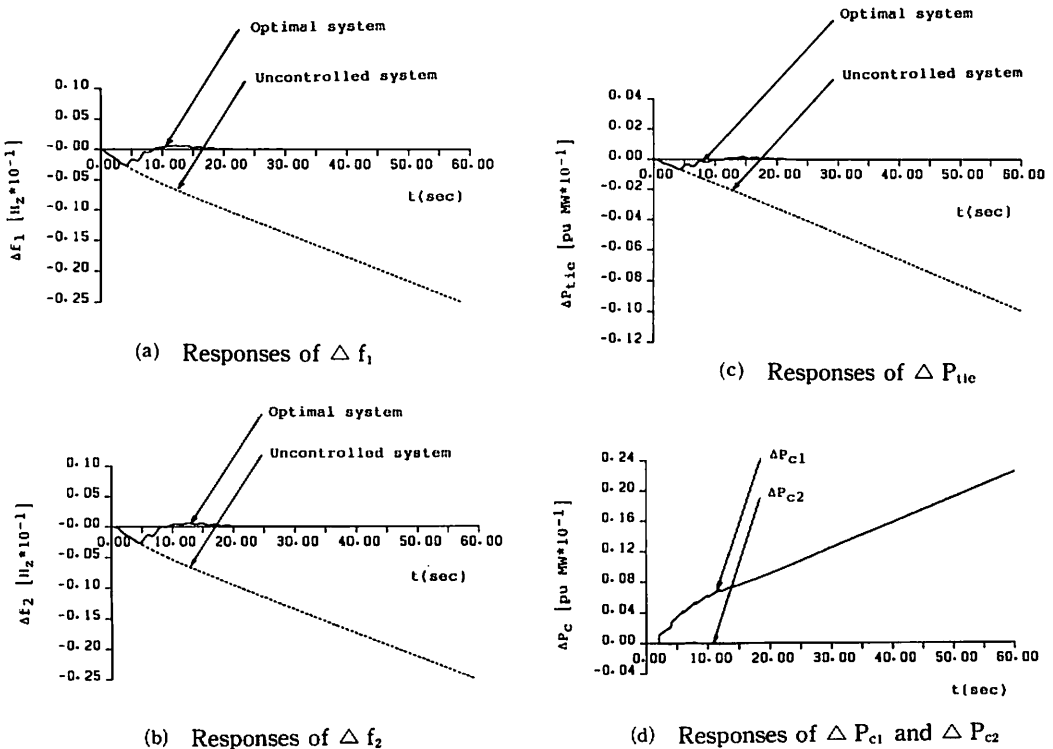 Optimal system
Uncontrolled system
0.10
0.05
-0.00
-0.05
-0.10
-0.15
-0.20
-0.25
0.00 10.00 20.00 30.00 40.00 50.00 60.00
t(sec)
Δf1 [Hz*10-1]
(a) Responses of △ f1
Optimal system
Uncontrolled system
0.04
0.02
0.00
-0.02
-0.04
-0.06
-0.08
-0.10
-0.12
0.00 10.00 20.00 30.00 40.00 50.00 60.00
t(sec)
ΔPtie [pu MW*10-1]
(c) Responses of △ Ptie
Optimal system
Uncontrolled system
0.10
0.05
-0.00
-0.05
-0.10
-0.15
-0.20
-0.25
0.00 10.00 20.00 30.00 40.00 50.00 60.00
t(sec)
Δf2 [Hz*10-1]
(b) Responses of △ f2
ΔPc1
ΔPc2
0.24
0.20
0.16
0.12
0.08
0.04
0.00
-0.04
0.00 10.00 20.00 30.00 40.00 50.00 60.00
t(sec)
ΔPC [pu MW*10-1]
(d) Responses of △ Pc1 and △ Pc2